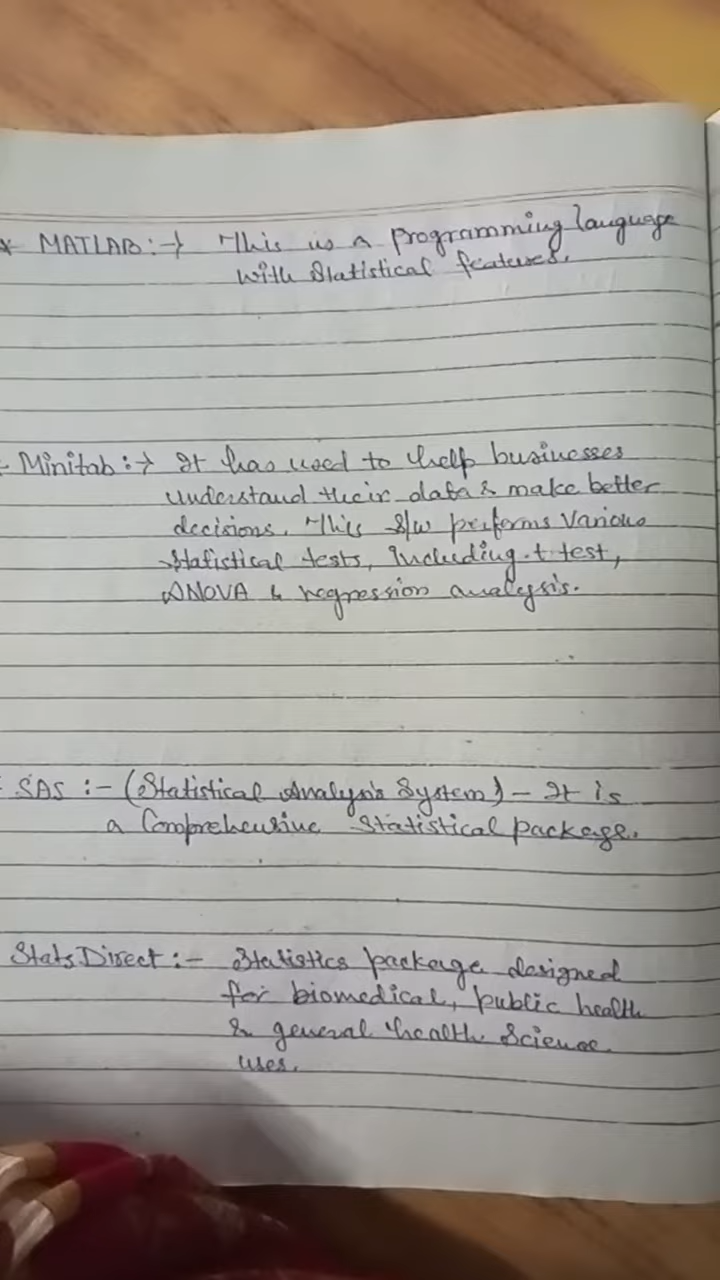 * MATLAB :→ This is a programming language
with statistical features.
- Minitab :→ It has used to help businesses
understand their data & make better
decisions. This s/w performs various
statistical tests, including t test,
ANOVA & regression analysis.
- SAS :- (Statistical Analysis System) - It is
a Comprehensive Statistical package.
Stats Direct :- Statistics package designed
for biomedical, public health
& general health Science
uses.